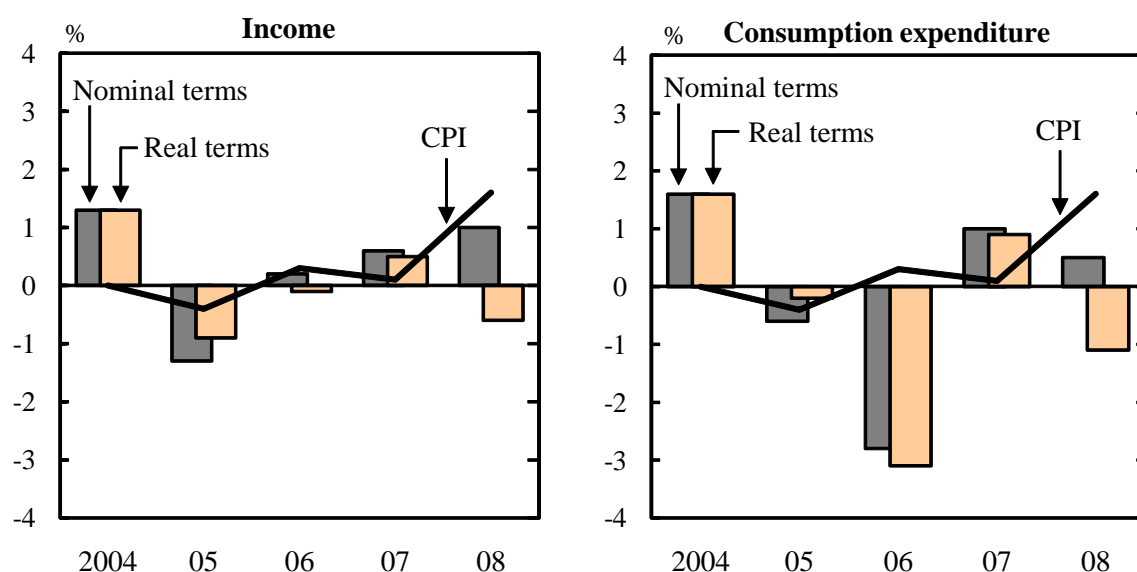 Income
%
4
3
2
1
0
-1
-2
-3
-4
Nominal terms
Real terms
CPI
2004 05 06 07 08
Consumption expenditure
%
4
3
2
1
0
-1
-2
-3
-4
Nominal terms
Real terms
CPI
2004 05 06 07 08